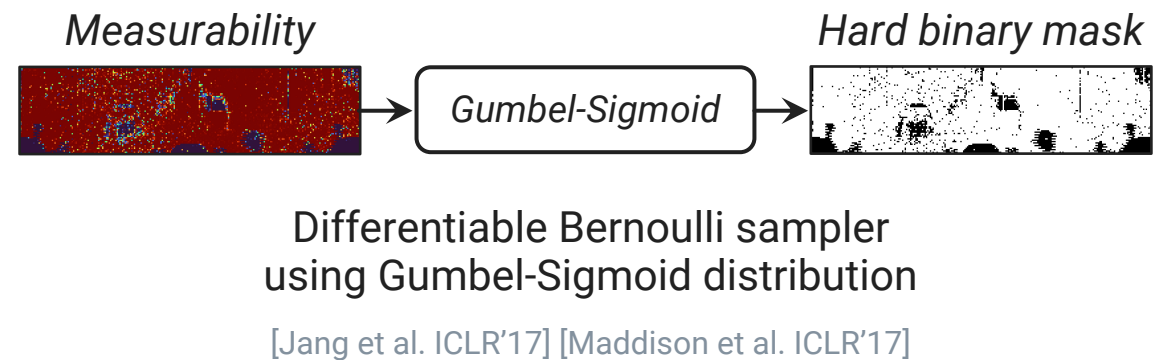 Measurability
Hard binary mask
Gumbel-Sigmoid
Differentiable Bernoulli sampler
using Gumbel-Sigmoid distribution
[Jang et al. ICLR’17] [Maddison et al. ICLR’17]